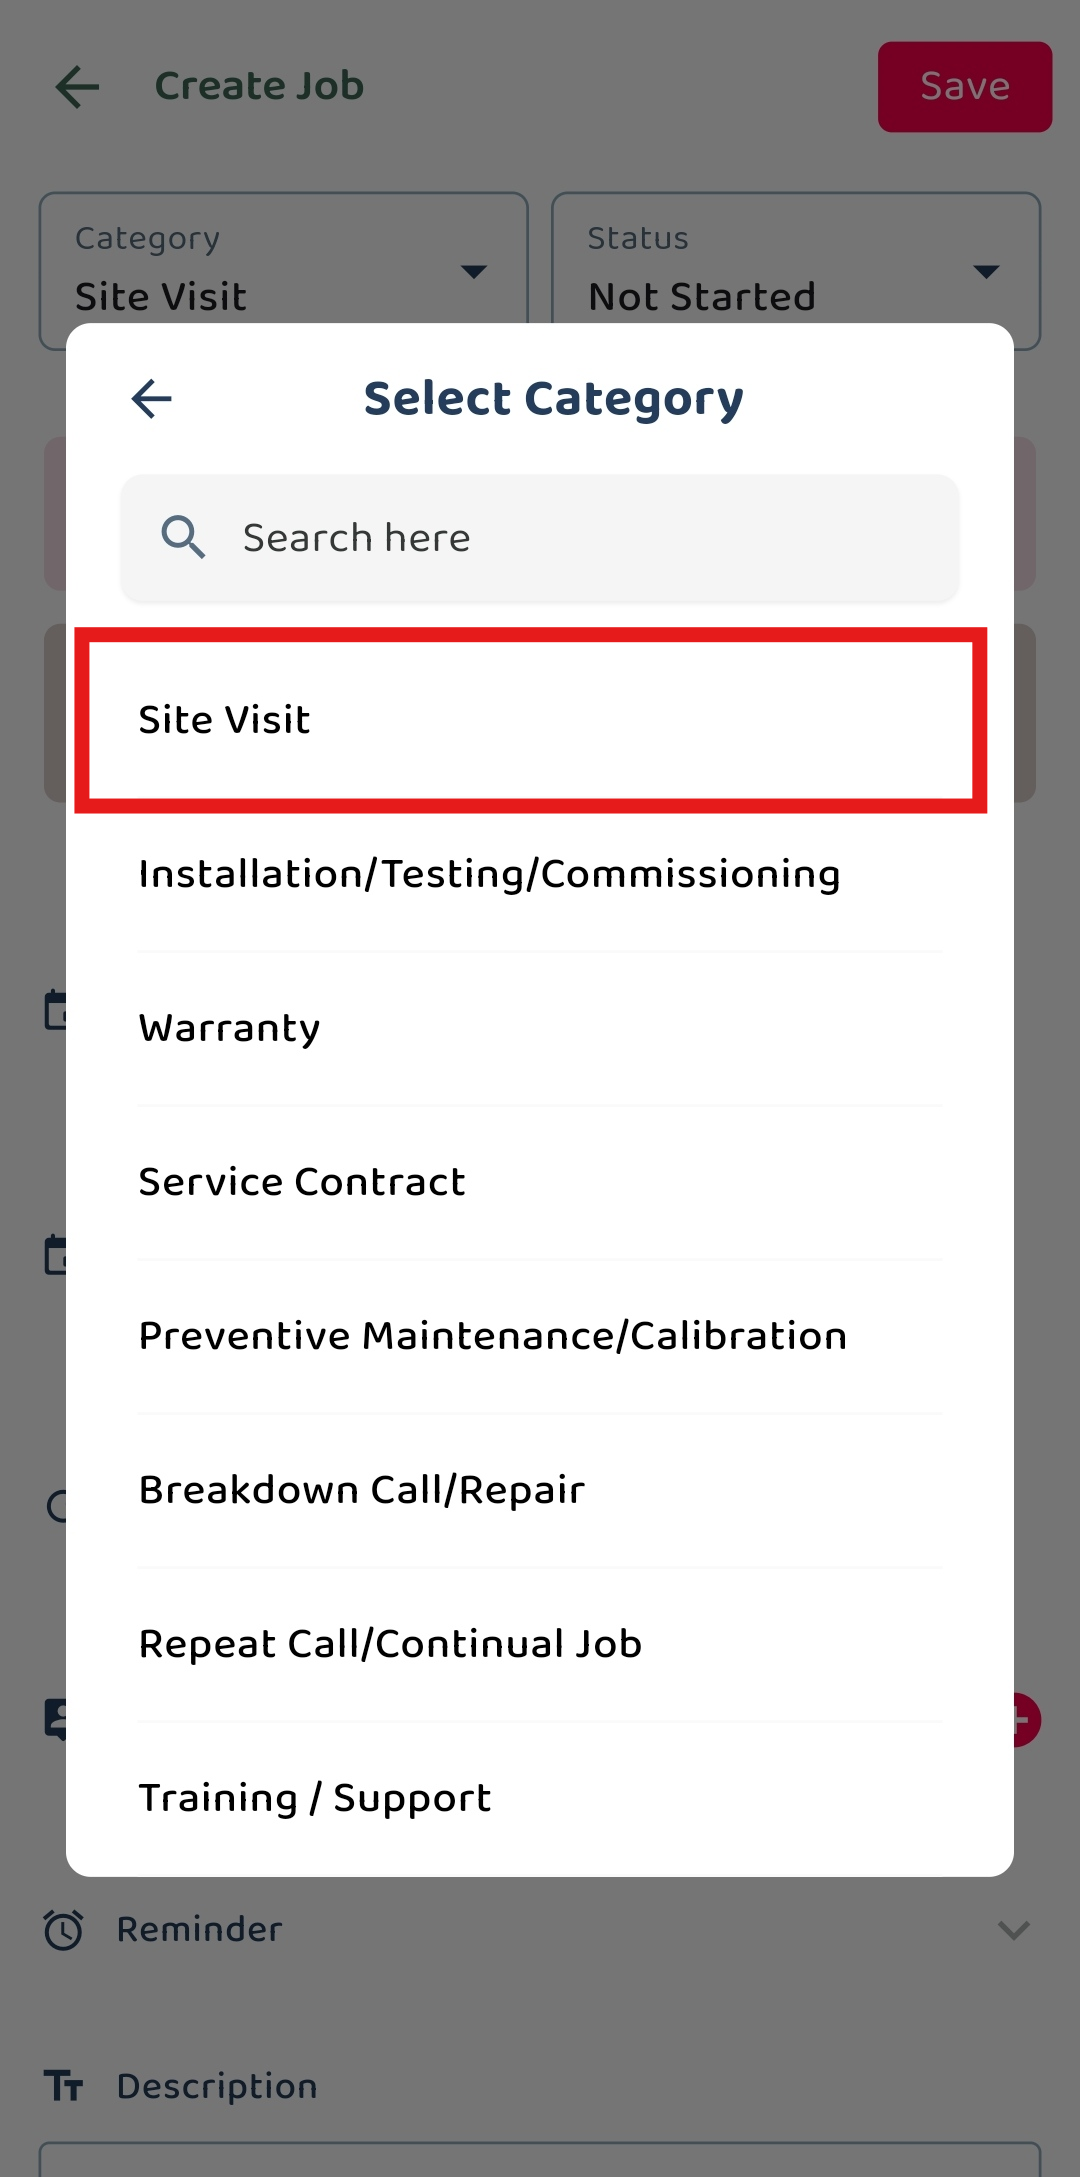 Create Job
Save
Category
Site Visit
Status
Not Started
Select Category
Search here
Site Visit
Installation/Testing/Commissioning
Warranty
Service Contract
Preventive Maintenance/Calibration
Breakdown Call/Repair
Repeat Call/Continual Job
Training / Support
Reminder
Description